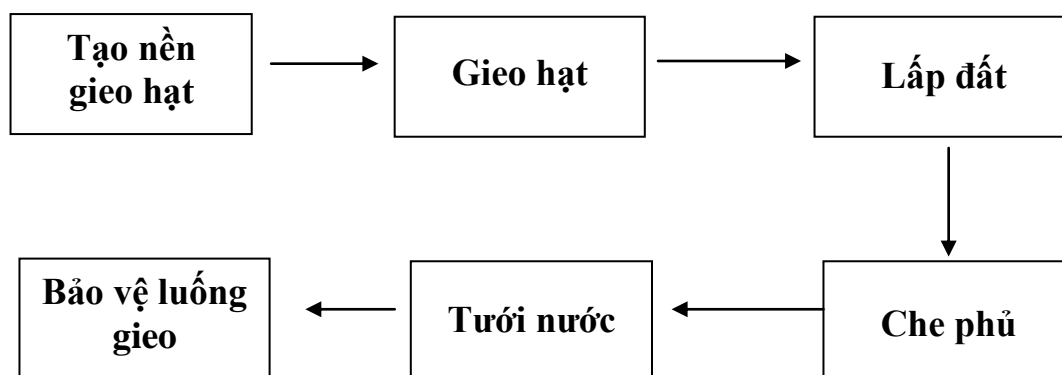 Tạo nền
gieo hạt
Gieo hạt
Lấp đất
Che phủ
Tưới nước
Bảo vệ luống
gieo